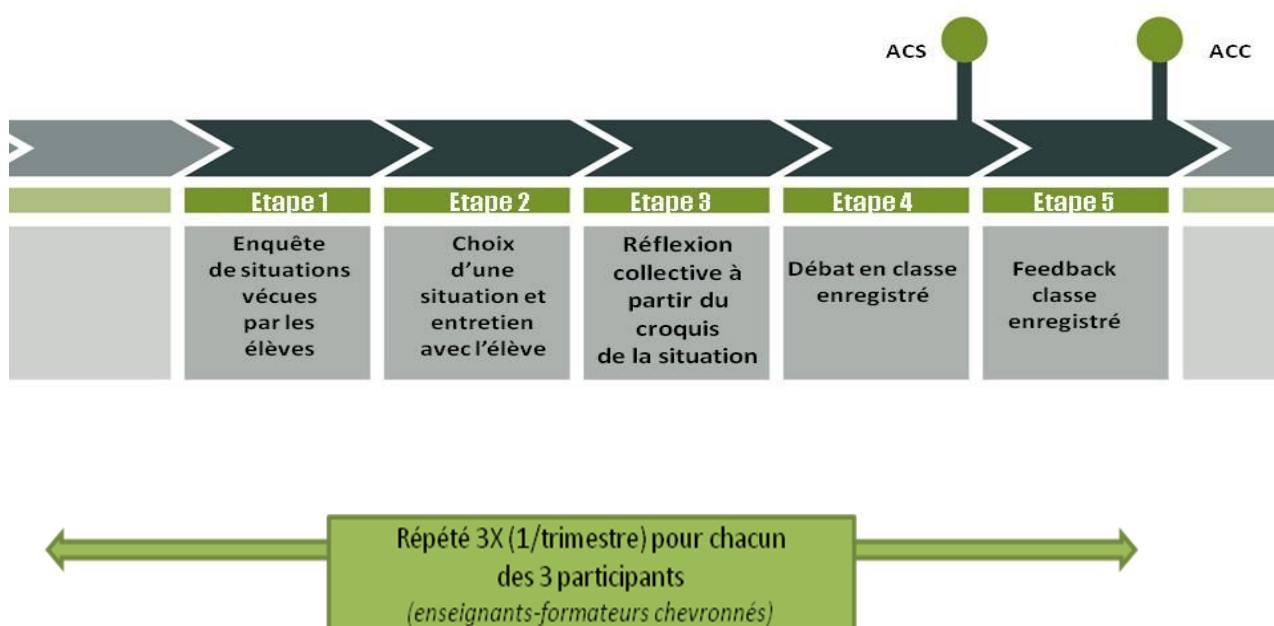 ACS
ACC
Etape 1
Etape 2
Etape 3
Etape 4
Etape 5
Enquête
de situations
vécues
par les
élèves
Choix
d'une
situation et
entretien
avec l'élève
Réflexion
collective à
partir du
croquis
de la situation
Débat en classe
enregistré
Feedback
classe
enregistré
Répété 3X (1/trimestre) pour chacun
des 3 participants
(enseignants-formateurs chevronnés)